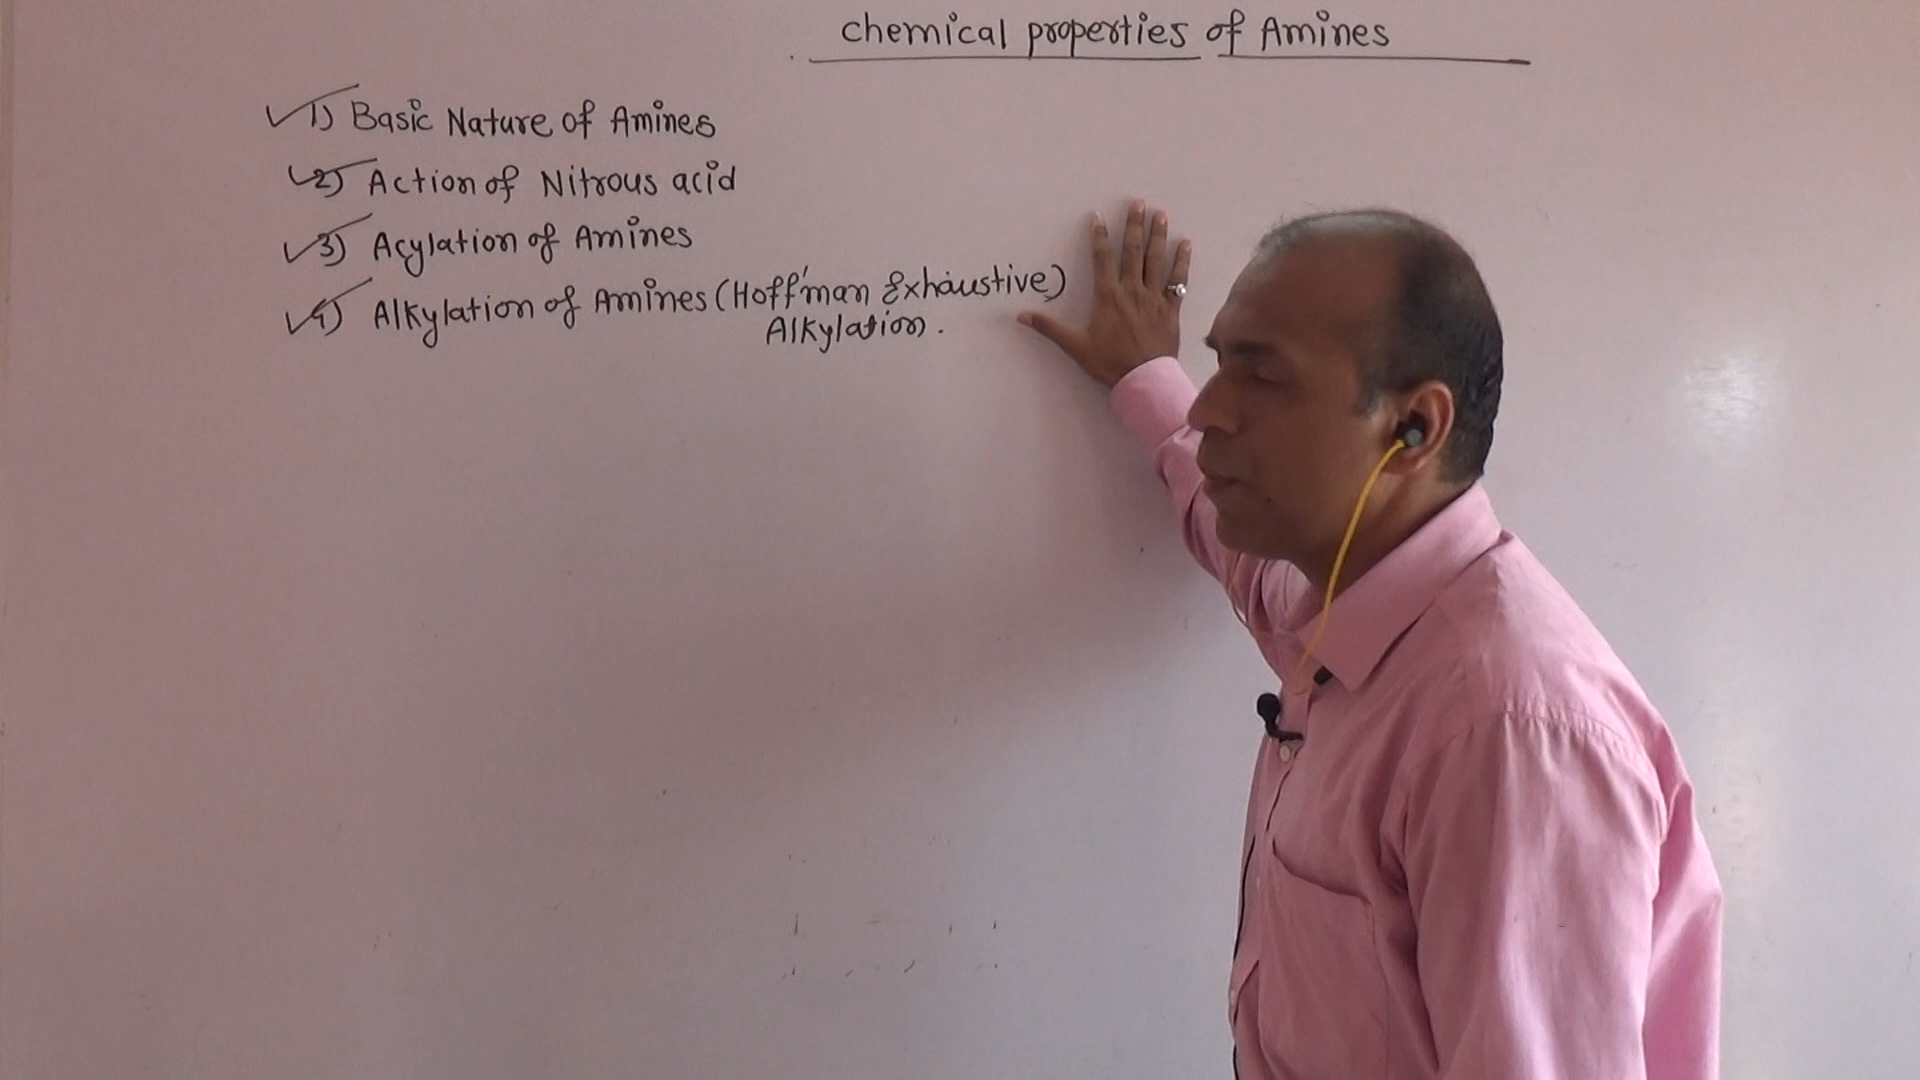 chemical properties of Amines
1) Basic Nature of Amines
2) Action of Nitrous acid
3) Acylation of Amines
4) Alkylation of Amines (Hoff'man Exhaustive)
Alkylation.